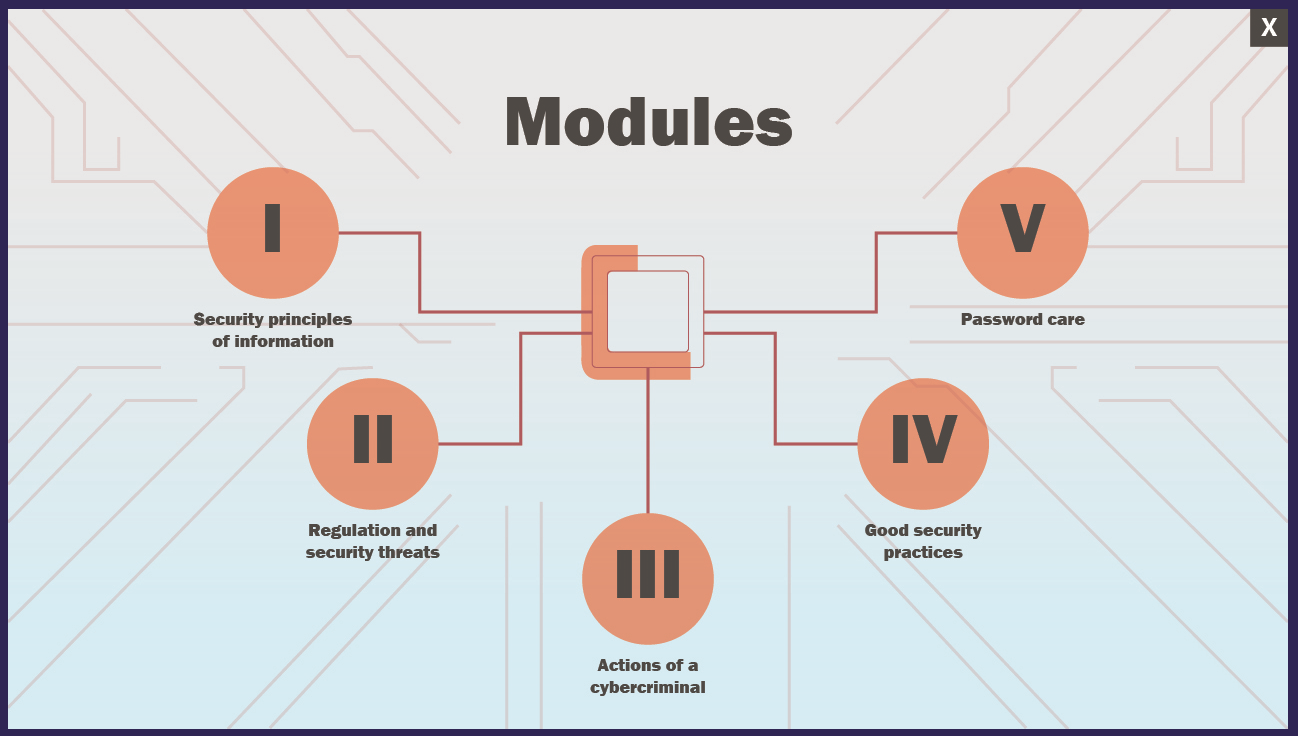 X
Modules
I
Security principles
of information
II
Regulation and
security threats
III
Actions of a
cybercriminal
IV
Good security
practices
V
Password care